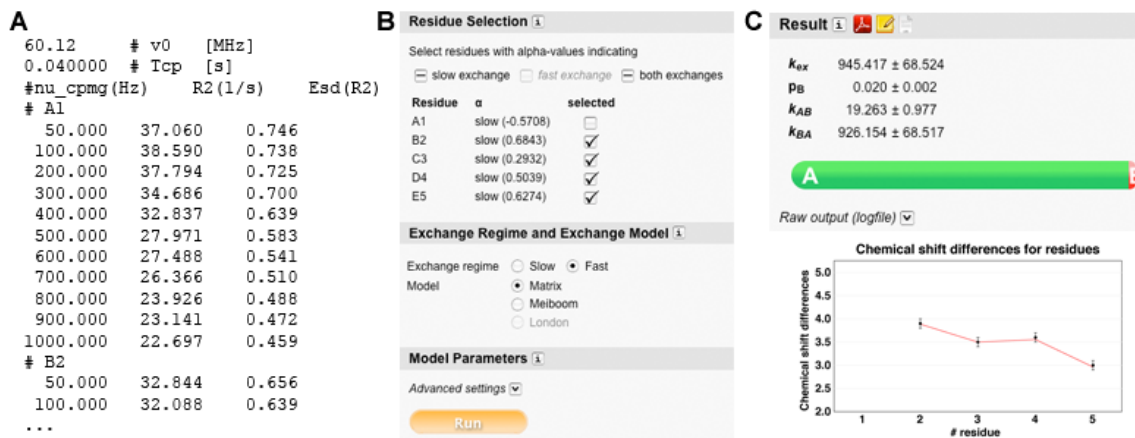 A
60.12 # v0 [MHz]
0.040000 # Tcp [s]
#nu_cpmg(Hz) R2(1/s) Esd(R2)
# A1
50.000 37.060 0.746
100.000 38.590 0.738
200.000 37.794 0.725
300.000 34.686 0.700
400.000 32.837 0.639
500.000 27.971 0.583
600.000 27.488 0.541
700.000 26.366 0.510
800.000 23.926 0.488
900.000 23.141 0.472
1000.000 22.697 0.459
# B2
50.000 32.844 0.656
100.000 32.088 0.639
...
B
Residue Selection i
Select residues with alpha-values indicating
slow exchange fast exchange both exchanges
Residue α selected
A1 slow (-0.5708)
B2 slow (0.6843)
C3 slow (0.2932)
D4 slow (0.5039)
E5 slow (0.6274)
Exchange Regime and Exchange Model i
Exchange regime Slow Fast
Model Matrix
Meiboom
London
Model Parameters i
Advanced settings
Run
C
Result i
kex 945.417 ± 68.524
pB 0.020 ± 0.002
kAB 19.263 ± 0.977
kBA 926.154 ± 68.517
A
Raw output (logfile)
Chemical shift differences for residues
Chemical shift differences
5.0
4.5
4.0
3.5
3.0
2.5
2.0
1 2 3 4 5
# residue